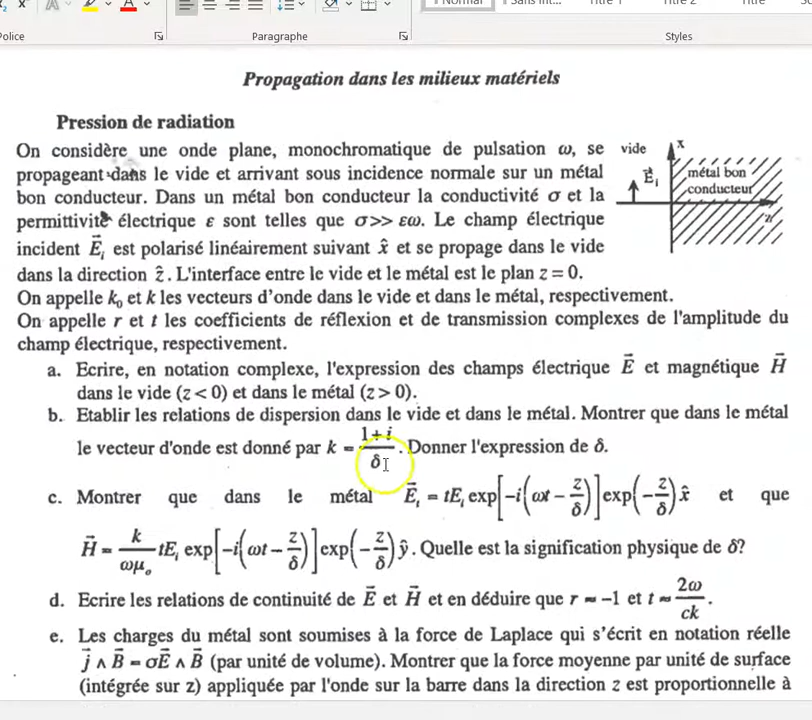 Normal
Police
Paragraphe
Styles
Propagation dans les milieux matériels
Pression de radiation
On considère une onde plane, monochromatique de pulsation ω, se
propageant dans le vide et arrivant sous incidence normale sur un métal
bon conducteur. Dans un métal bon conducteur la conductivité σ et la
permittivité électrique ε sont telles que σ>> εω. Le champ électrique
incident E⃗ᵢ est polarisé linéairement suivant x̂ et se propage dans le vide
dans la direction ẑ. L'interface entre le vide et le métal est le plan z = 0.
vide
x
E⃗ᵢ
métal bon
conducteur
z
On appelle k₀ et k les vecteurs d'onde dans le vide et dans le métal, respectivement.
On appelle r et t les coefficients de réflexion et de transmission complexes de l'amplitude du
champ électrique, respectivement.
a. Ecrire, en notation complexe, l'expression des champs électrique E⃗ et magnétique H⃗
dans le vide (z < 0) et dans le métal (z > 0).
b. Etablir les relations de dispersion dans le vide et dans le métal. Montrer que dans le métal
le vecteur d'onde est donné par k = (1+i)/δ. Donner l'expression de δ.
c. Montrer que dans le métal E⃗ₜ = tEᵢ exp[-i(ωt - z/δ)]exp(-z/δ)x̂ et que
H⃗ = k/(ωμ₀) tEᵢ exp[-i(ωt - z/δ)]exp(-z/δ)ŷ. Quelle est la signification physique de δ?
d. Ecrire les relations de continuité de E⃗ et H⃗ et en déduire que r ≈ -1 et t ≈ 2ω/(ck).
e. Les charges du métal sont soumises à la force de Laplace qui s'écrit en notation réelle
j⃗ ∧ B⃗ = σE⃗ ∧ B⃗ (par unité de volume). Montrer que la force moyenne par unité de surface
(intégrée sur z) appliquée par l'onde sur la barre dans la direction z est proportionnelle à